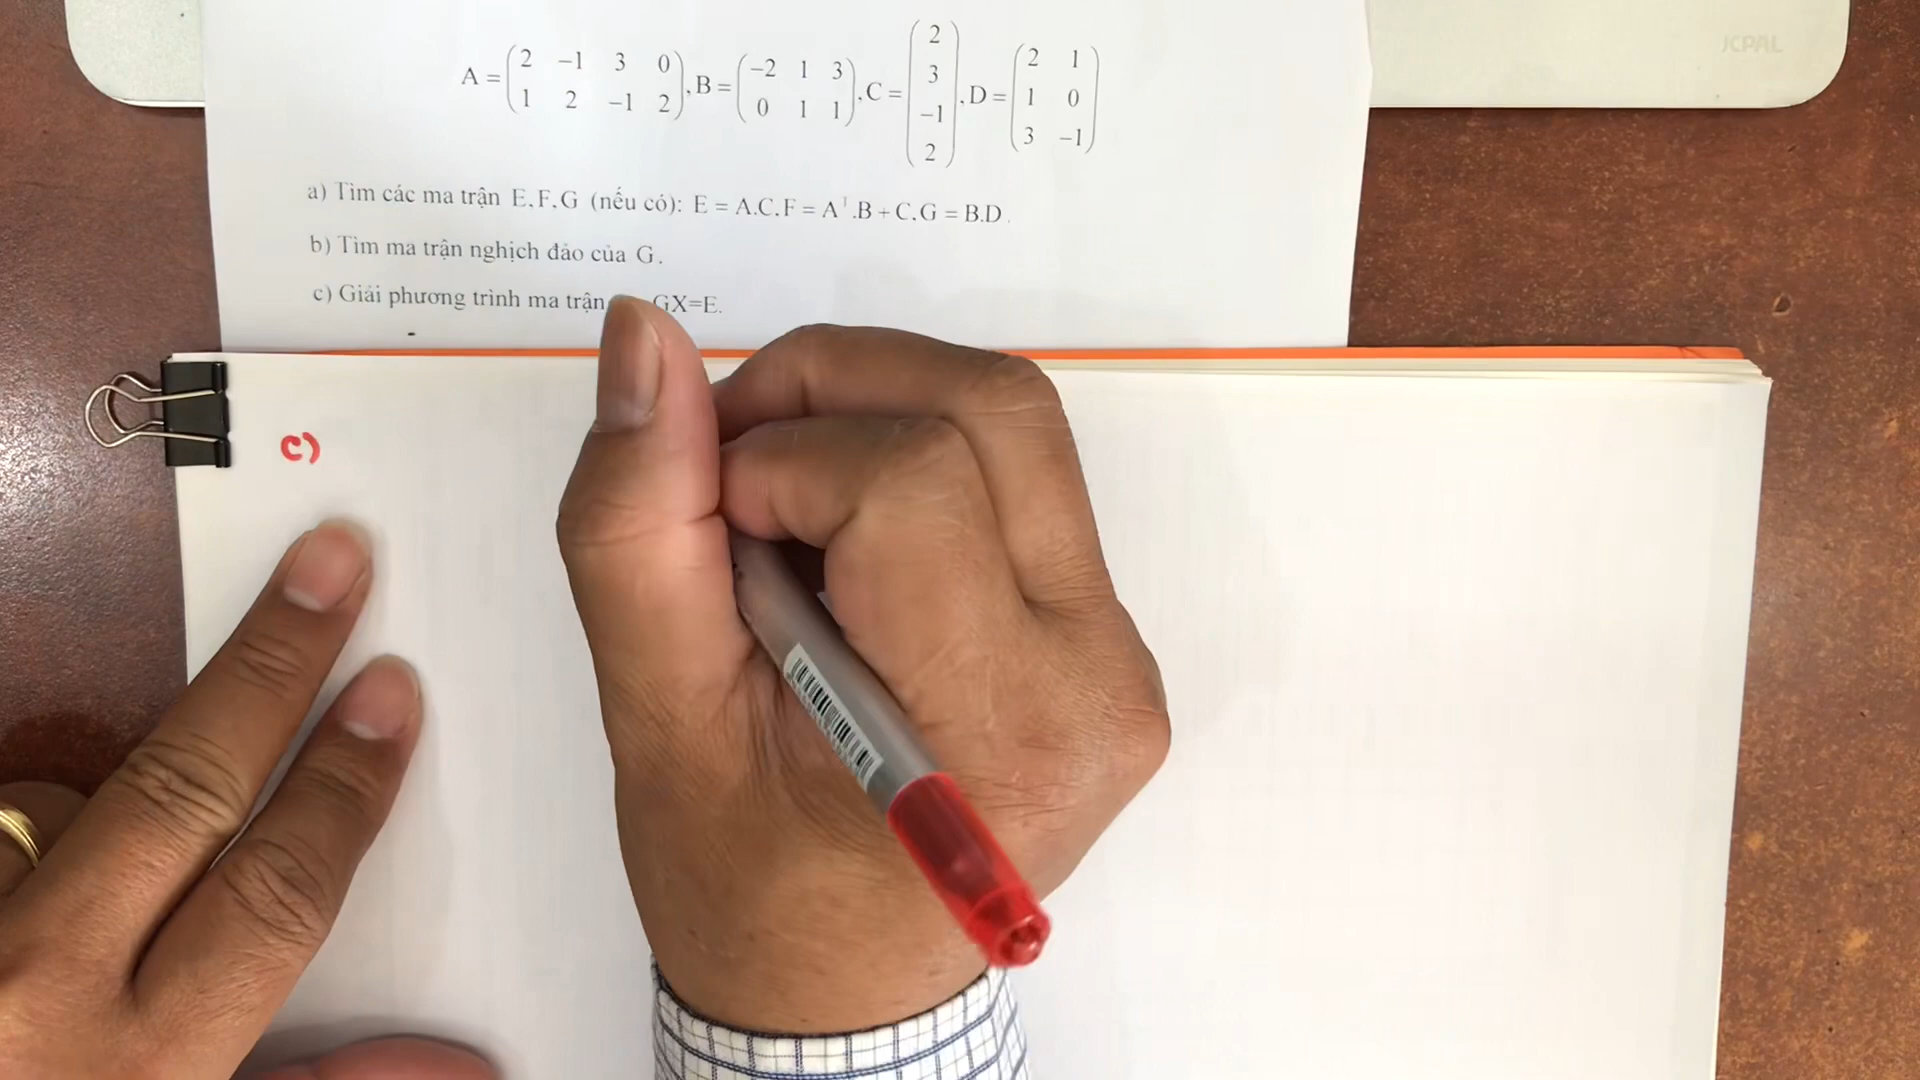 JCPAL
A = (2 −1 3 0; 1 2 −1 2), B = (−2 1 3; 0 1 1), C = (2; 3; −1; 2), D = (2 1; 1 0; 3 −1)
a) Tìm các ma trận E, F, G (nếu có): E = A.C, F = Aᵗ.B + C, G = B.D.
b) Tìm ma trận nghịch đảo của G.
c) Giải phương trình ma trận GX=E.
c)